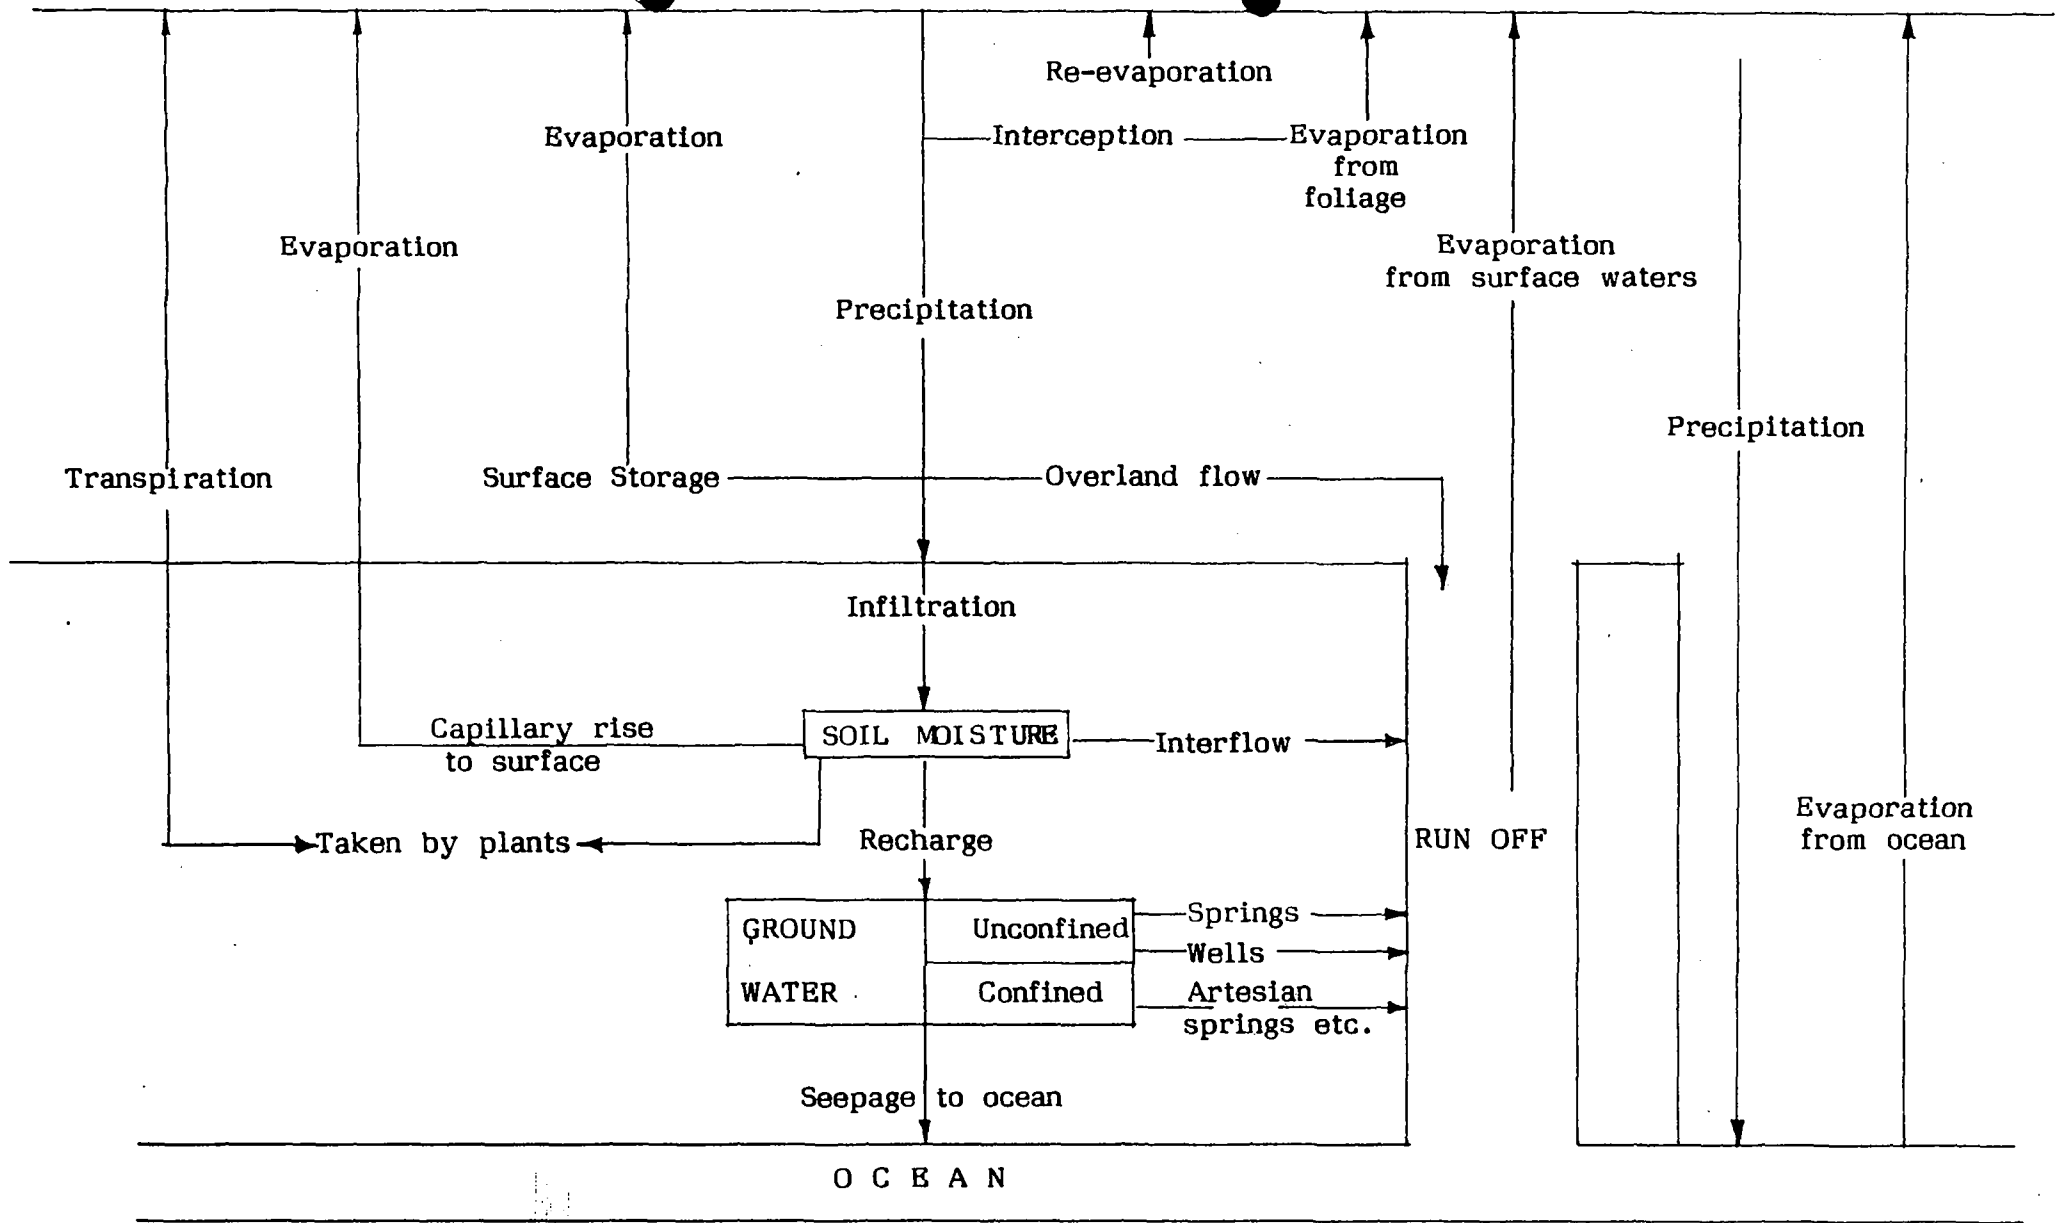 Re-evaporation
Evaporation
Interception
Evaporation
from
foliage
Evaporation
Evaporation
from surface waters
Precipitation
Precipitation
Transpiration
Surface Storage
Overland flow
Infiltration
Capillary rise
to surface
SOIL MOISTURE
Interflow
Evaporation
from ocean
Taken by plants
Recharge
RUN OFF
GROUND
WATER
Unconfined
Confined
Springs
Wells
Artesian
springs etc.
Seepage to ocean
OCEAN